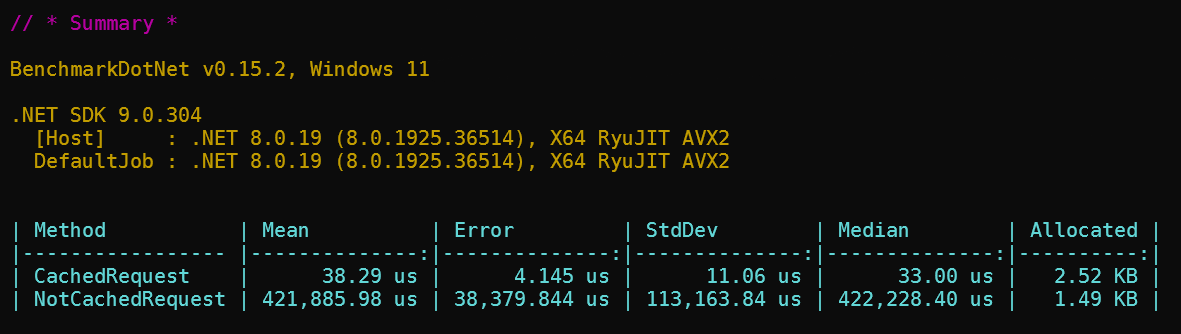 // * Summary *
BenchmarkDotNet v0.15.2, Windows 11
.NET SDK 9.0.304
  [Host]     : .NET 8.0.19 (8.0.1925.36514), X64 RyuJIT AVX2
  DefaultJob : .NET 8.0.19 (8.0.1925.36514), X64 RyuJIT AVX2
| Method           | Mean          | Error         | StdDev        | Median        | Allocated |
|----------------- |--------------:|--------------:|--------------:|--------------:|----------:|
| CachedRequest    |      38.29 us |      4.145 us |      11.06 us |      33.00 us |   2.52 KB |
| NotCachedRequest | 421,885.98 us | 38,379.844 us | 113,163.84 us | 422,228.40 us |   1.49 KB |